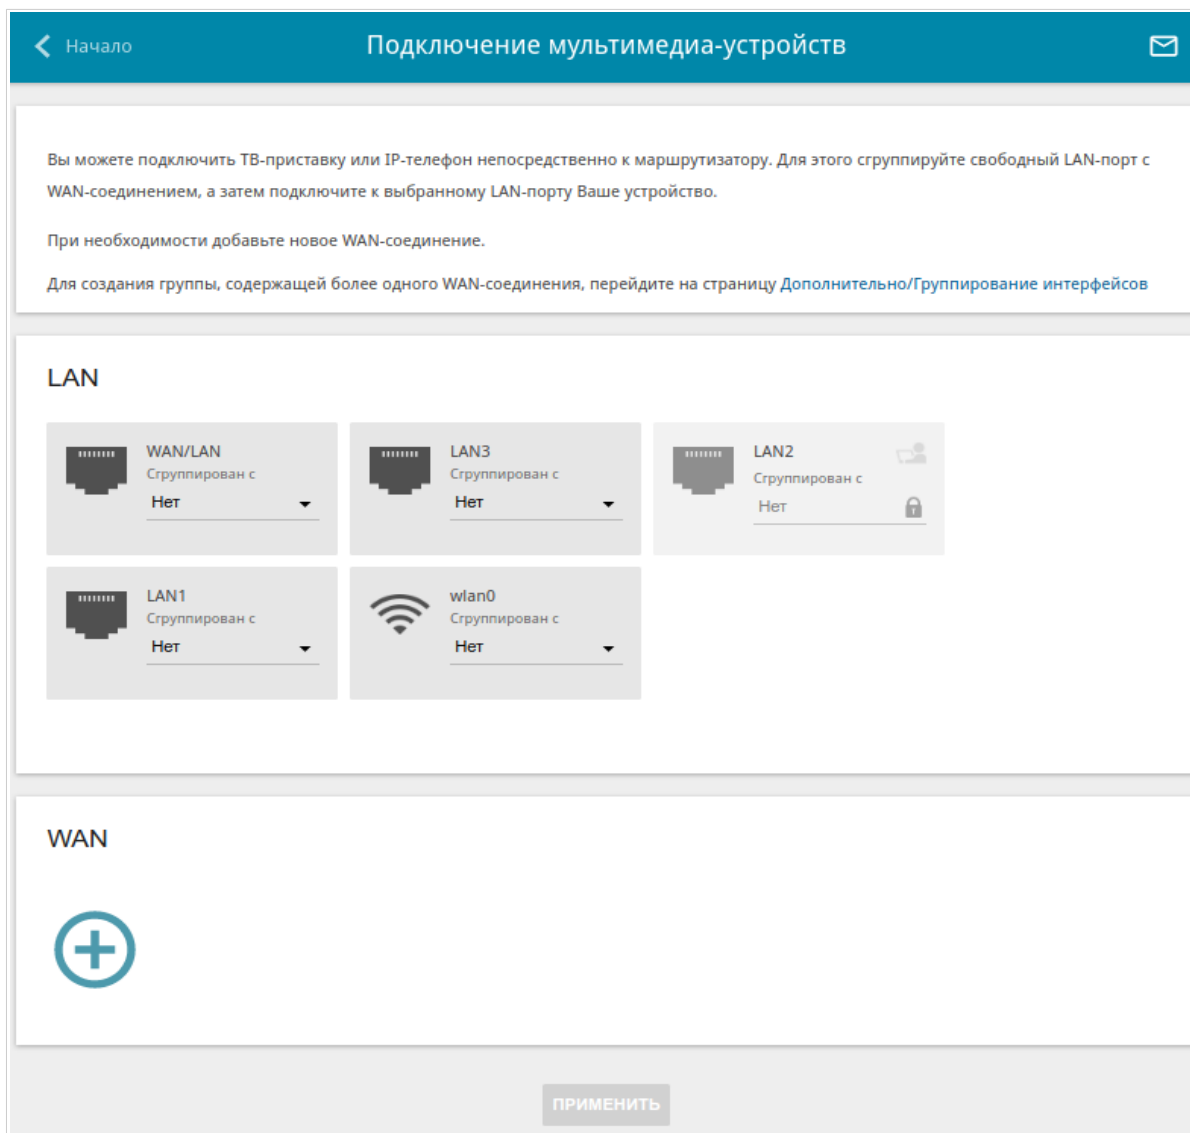 Начало
Подключение мультимедиа-устройств
Вы можете подключить ТВ-приставку или IP-телефон непосредственно к маршрутизатору. Для этого сгруппируйте свободный LAN-порт с
WAN-соединением, а затем подключите к выбранному LAN-порту Ваше устройство.
При необходимости добавьте новое WAN-соединение.
Для создания группы, содержащей более одного WAN-соединения, перейдите на страницу Дополнительно/Группирование интерфейсов
LAN
WAN/LAN
Сгруппирован с
Нет
LAN3
Сгруппирован с
Нет
LAN2
Сгруппирован с
Нет
LAN1
Сгруппирован с
Нет
wlan0
Сгруппирован с
Нет
WAN
ПРИМЕНИТЬ